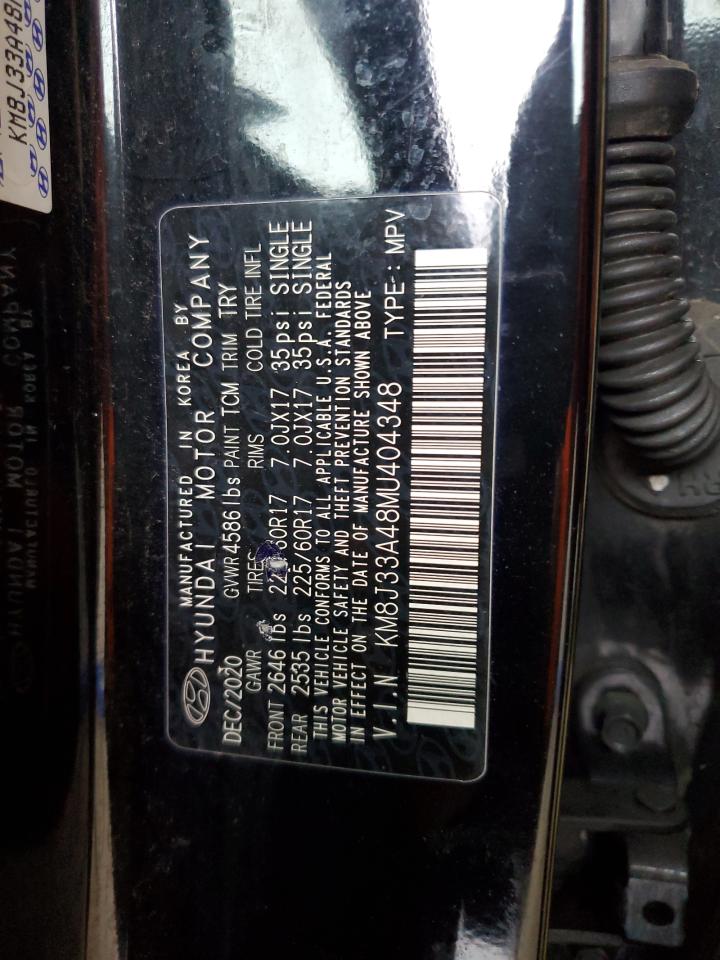 KM8J33A48
MANUFACTURED IN KOREA BY
HYUNDAI MOTOR COMPANY
DEC/2020 GVWR 4586 lbs PAINT TCM TRIM TRY
GAWR TIRES RIMS COLD TIRE INFL
FRONT 2646 lbs 60R17 7.0JX17 35psi SINGLE
REAR 2535 lbs 225/60R17 7.0JX17 35psi SINGLE
THIS VEHICLE CONFORMS TO ALL APPLICABLE U.S.A. FEDERAL
MOTOR VEHICLE SAFETY AND THEFT PREVENTION STANDARDS
IN EFFECT ON THE DATE OF MANUFACTURE SHOWN ABOVE
V.I.N KM8J33A48MU404348 TYPE: MPV